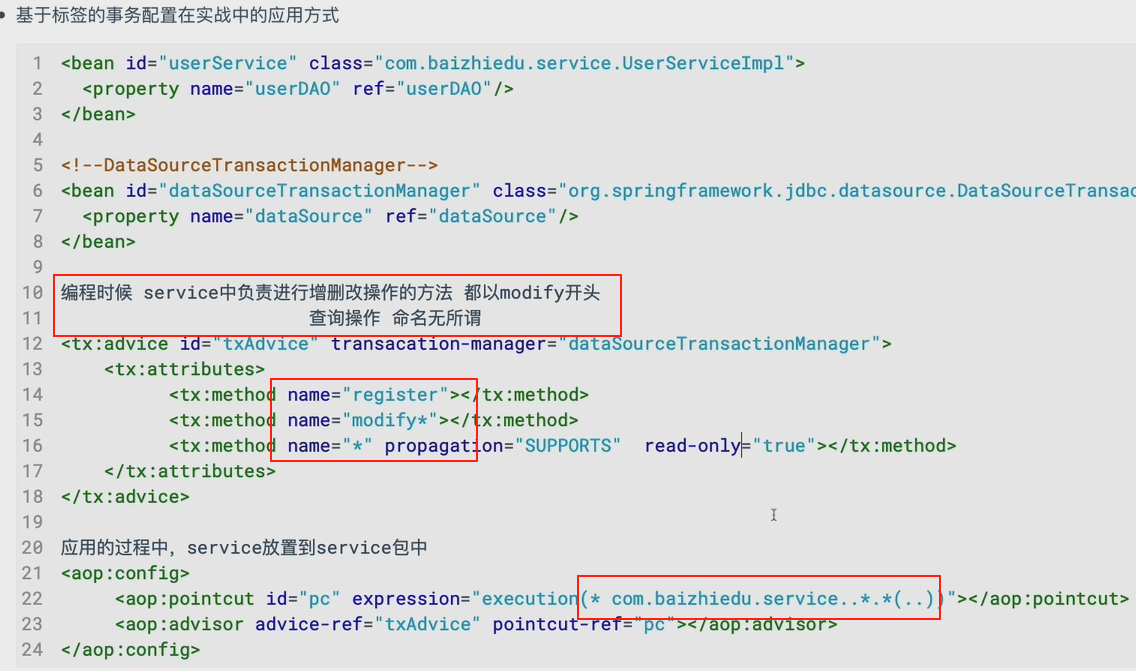 • 基于标签的事务配置在实战中的应用方式
1 <bean id="userService" class="com.baizhiedu.service.UserServiceImpl">
2 <property name="userDAO" ref="userDAO"/>
3 </bean>
4
5 <!--DataSourceTransactionManager-->
6 <bean id="dataSourceTransactionManager" class="org.springframework.jdbc.datasource.DataSourceTransac
7 <property name="dataSource" ref="dataSource"/>
8 </bean>
9
10 编程时候 service中负责进行增删改操作的方法 都以modify开头
11 查询操作 命名无所谓
12 <tx:advice id="txAdvice" transacation-manager="dataSourceTransactionManager">
13 <tx:attributes>
14 <tx:method name="register"></tx:method>
15 <tx:method name="modify*"></tx:method>
16 <tx:method name="*" propagation="SUPPORTS" read-only="true"></tx:method>
17 </tx:attributes>
18 </tx:advice>
19
20 应用的过程中，service放置到service包中
21 <aop:config>
22 <aop:pointcut id="pc" expression="execution(* com.baizhiedu.service..*.*(..))"></aop:pointcut>
23 <aop:advisor advice-ref="txAdvice" pointcut-ref="pc"></aop:advisor>
24 </aop:config>